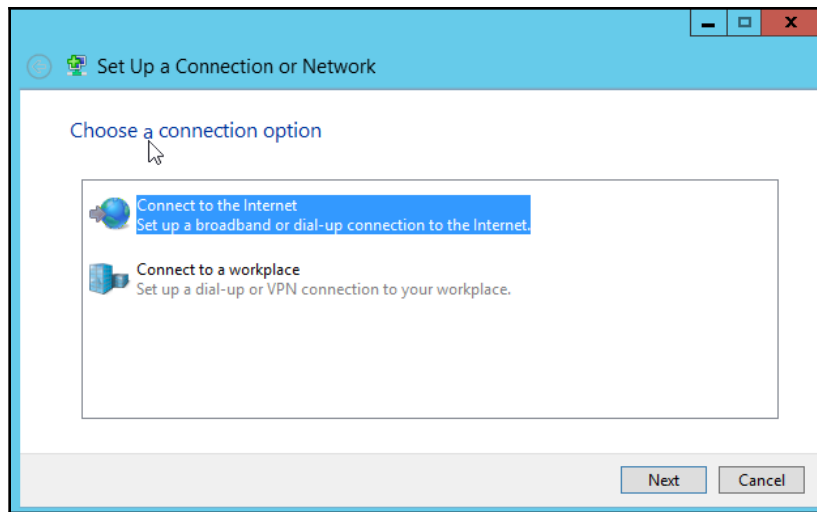 Set Up a Connection or Network
Choose a connection option
Connect to the Internet
Set up a broadband or dial-up connection to the Internet.
Connect to a workplace
Set up a dial-up or VPN connection to your workplace.
Next
Cancel